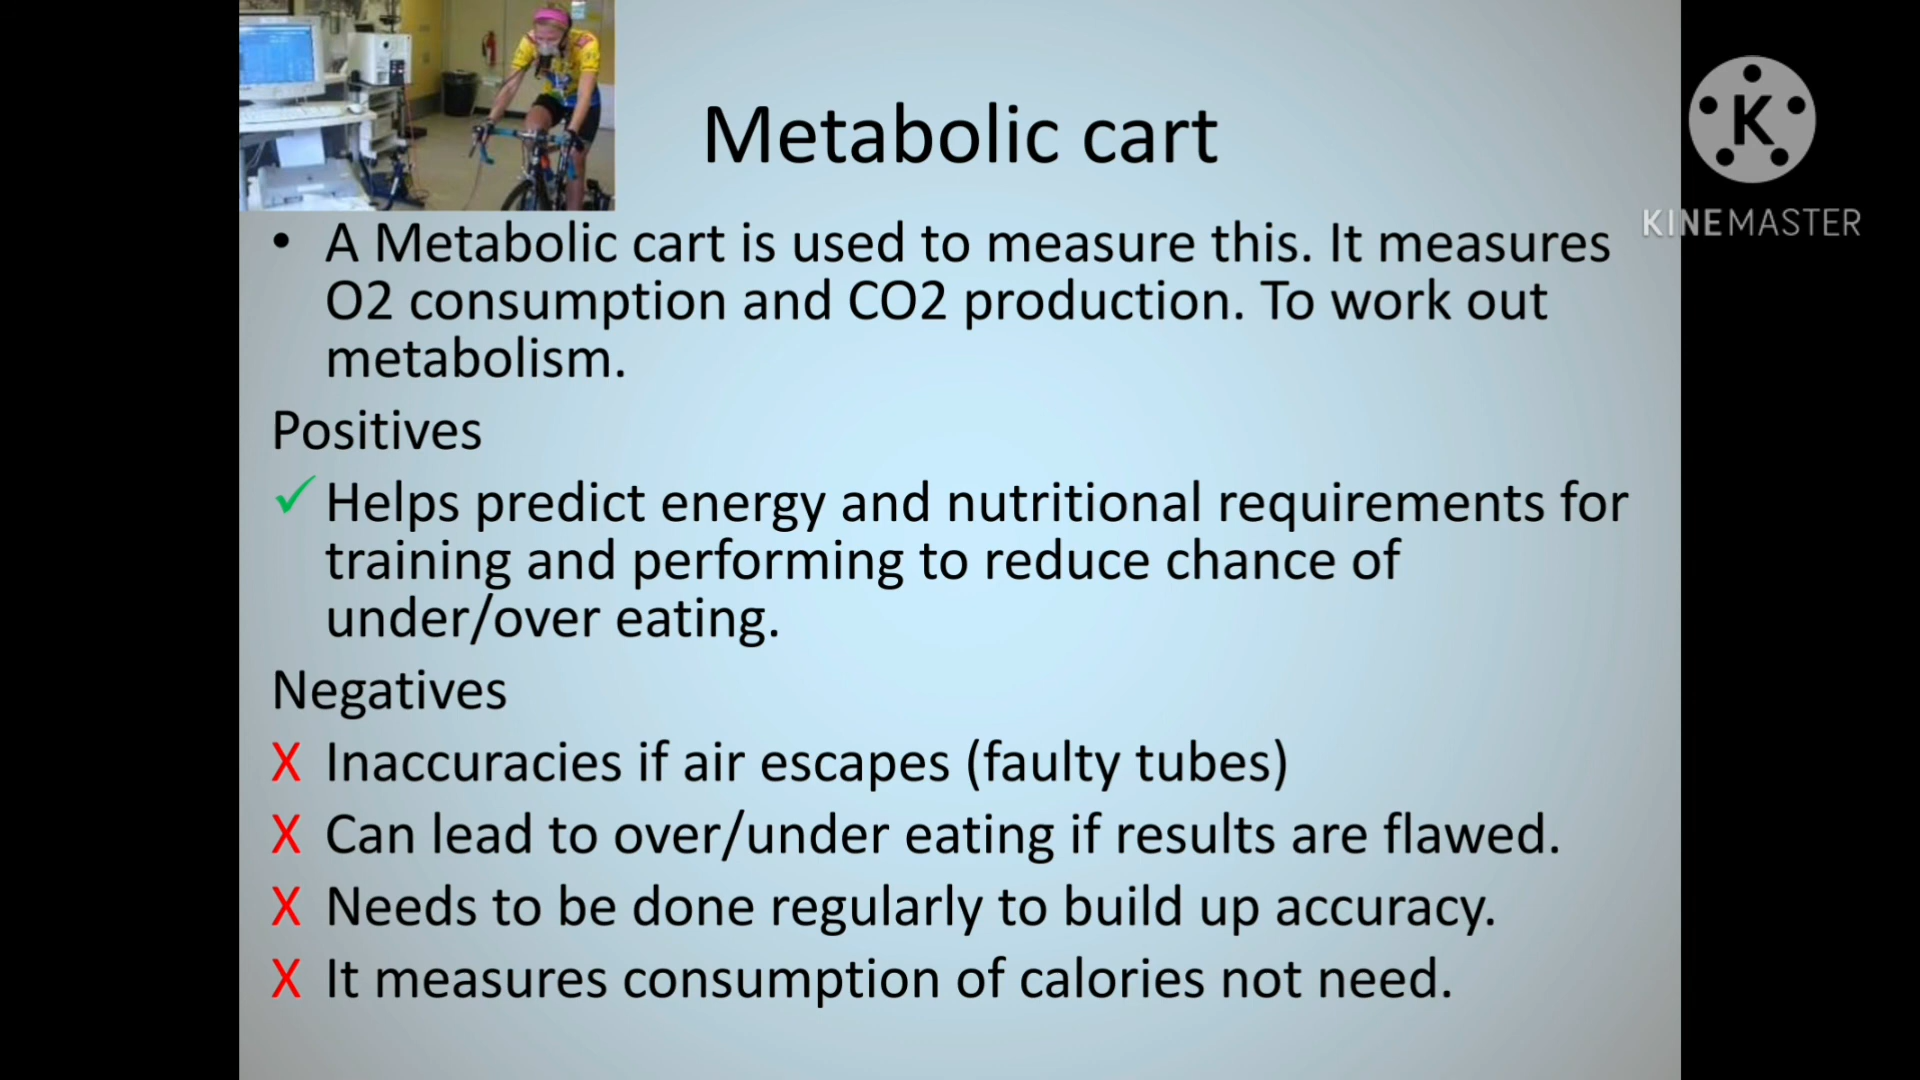 Metabolic cart
K
KINEMASTER
• A Metabolic cart is used to measure this. It measures
O2 consumption and CO2 production. To work out
metabolism.
Positives
✓ Helps predict energy and nutritional requirements for
training and performing to reduce chance of
under/over eating.
Negatives
X Inaccuracies if air escapes (faulty tubes)
X Can lead to over/under eating if results are flawed.
X Needs to be done regularly to build up accuracy.
X It measures consumption of calories not need.